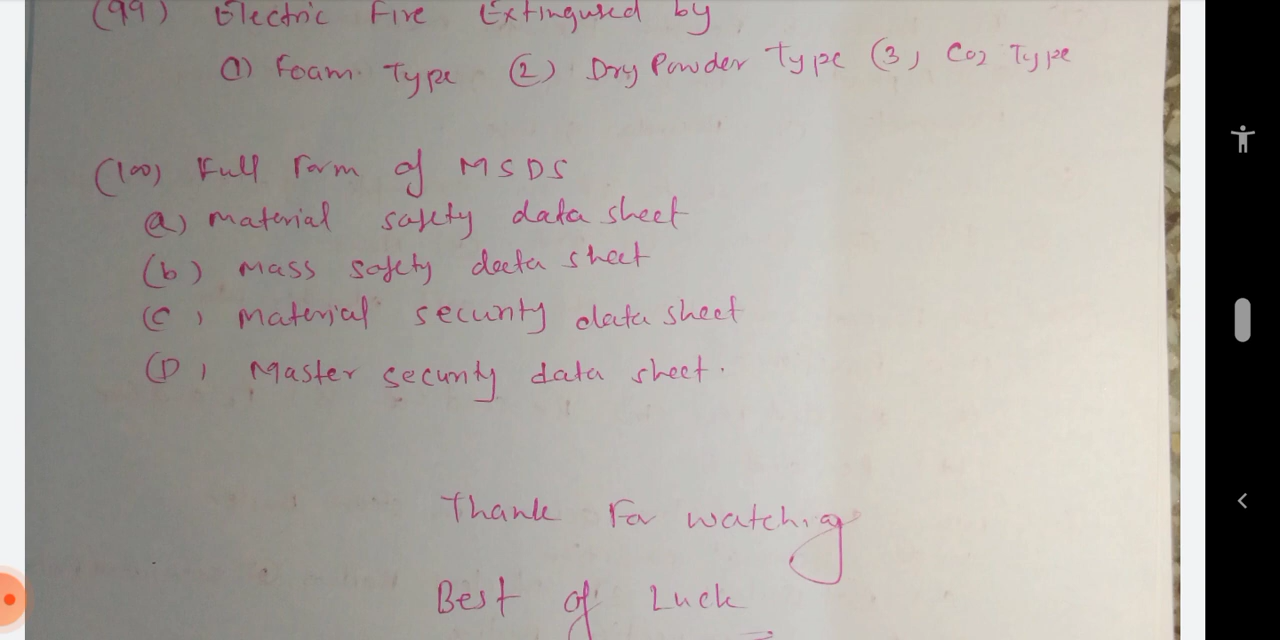 (99) Electric Fire Extingused by
(1) Foam Type (2) Dry Powder Type (3) Co2 Type
(100) Full Form of MSDS
(a) material safety data sheet
(b) mass safety deeta sheet
(C) material security data sheet
(D) Master security data sheet.
Thank For watching
Best of Luck